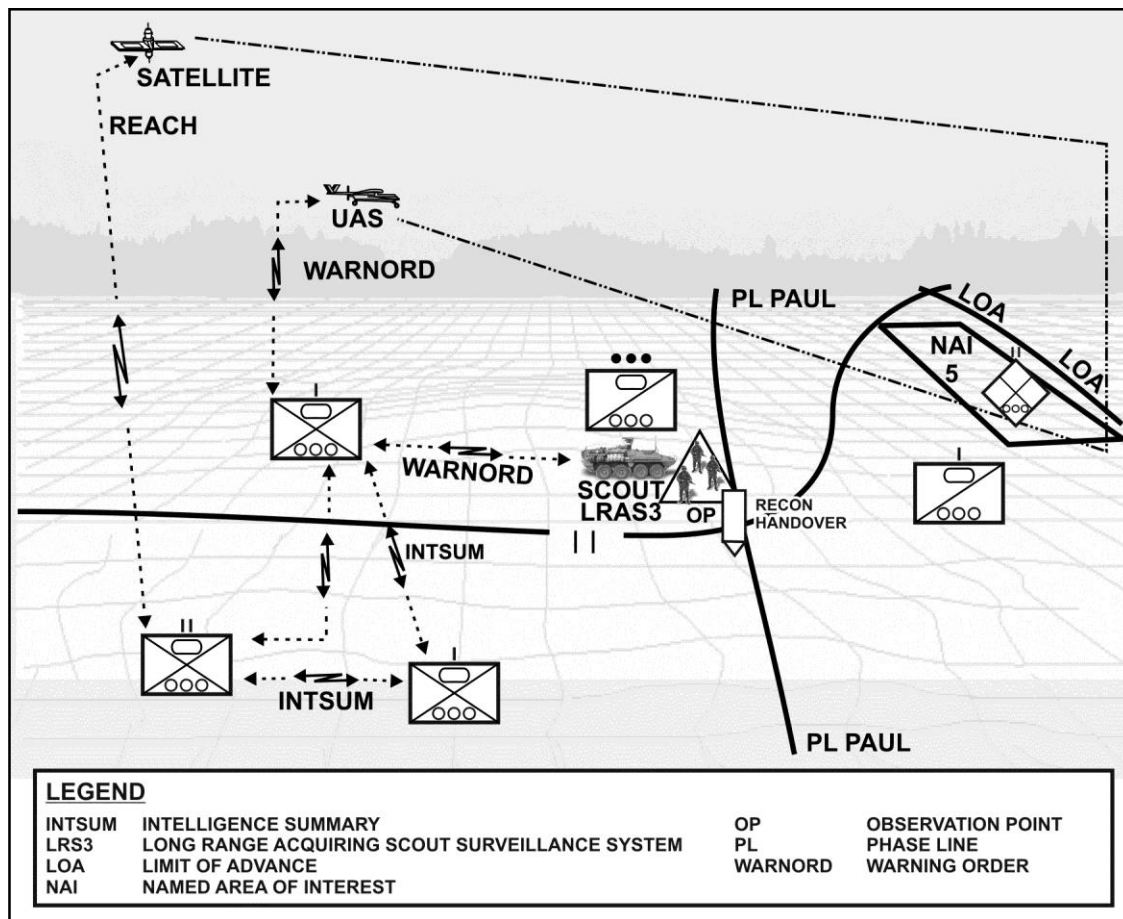 SATELLITE
REACH
UAS
WARNORD
PL PAUL
LOA
LOA
NAI
5
WARNORD
SCOUT
LRAS3
OP
RECON
HANDOVER
INTSUM
INTSUM
PL PAUL
LEGEND
INTSUM INTELLIGENCE SUMMARY
LRS3 LONG RANGE ACQUIRING SCOUT SURVEILLANCE SYSTEM
LOA LIMIT OF ADVANCE
NAI NAMED AREA OF INTEREST
OP OBSERVATION POINT
PL PHASE LINE
WARNORD WARNING ORDER